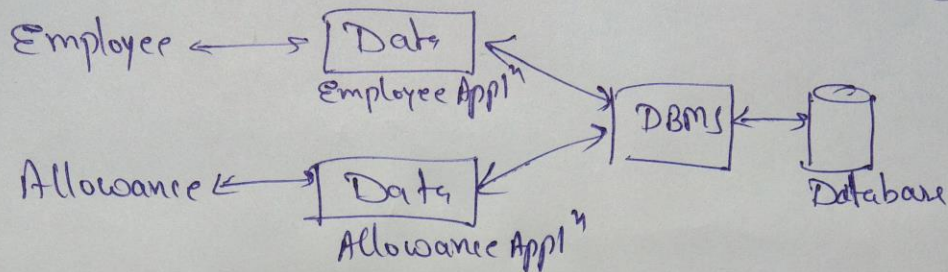 Employee
Data
Employee Applⁿ
DBMS
Allowance
Data
Allowance Applⁿ
Database